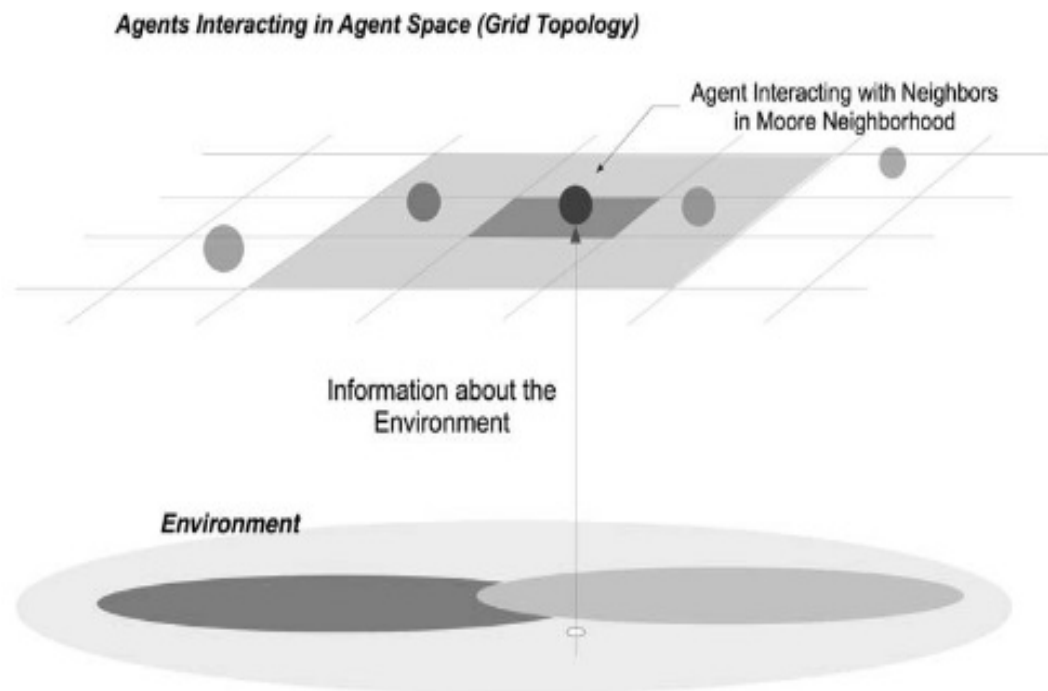 Agents Interacting in Agent Space (Grid Topology)
Agent Interacting with Neighbors
in Moore Neighborhood
Information about the
Environment
Environment